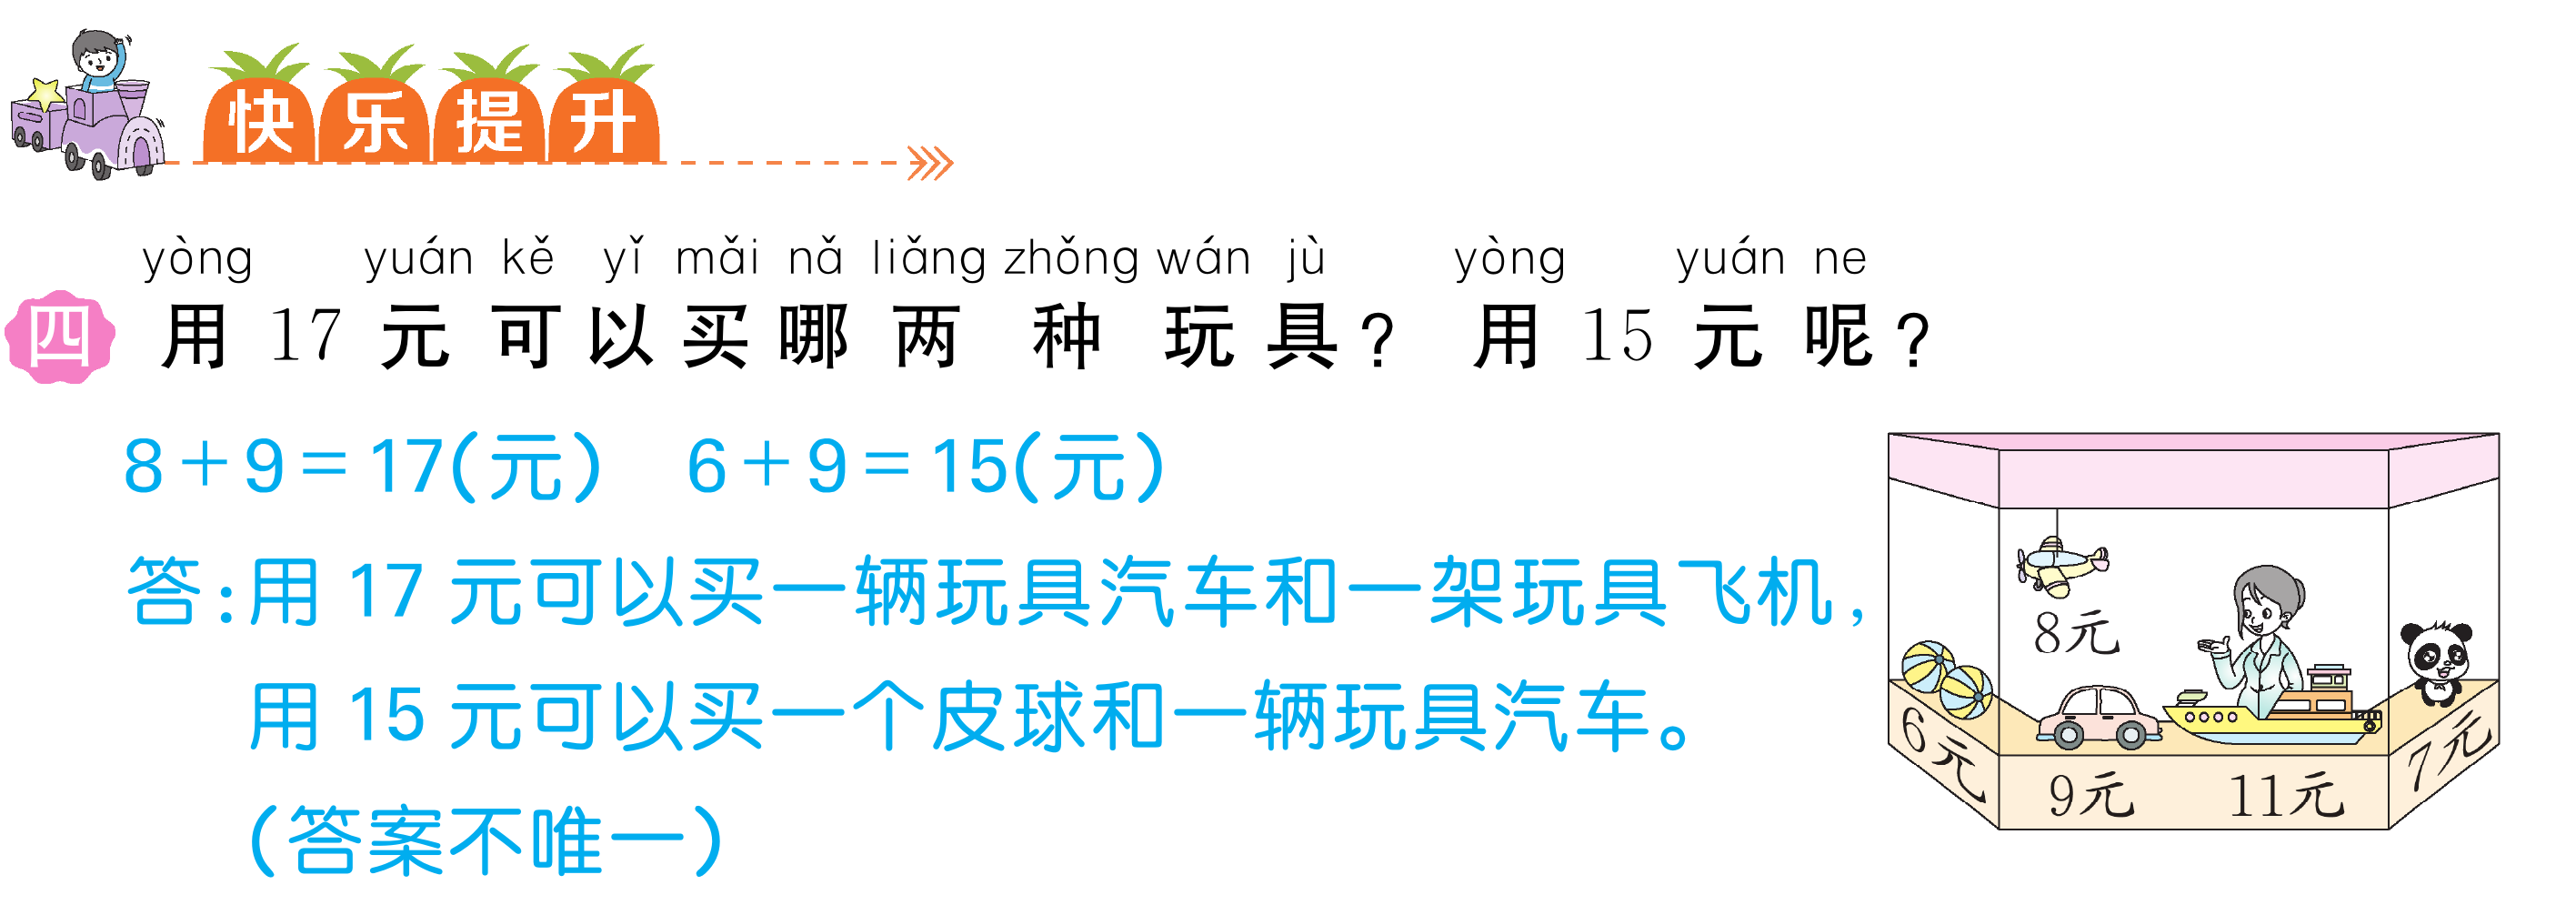 快乐提升
yòng yuán kě yǐ mǎi nǎ liǎng zhǒng wán jù yòng yuán ne
四 用 17 元可以买哪两种玩具? 用 15 元呢?
8+9=17(元) 6+9=15(元)
答:用 17 元可以买一辆玩具汽车和一架玩具飞机,
用 15 元可以买一个皮球和一辆玩具汽车。
(答案不唯一)
8元
6元
9元
11元
7元